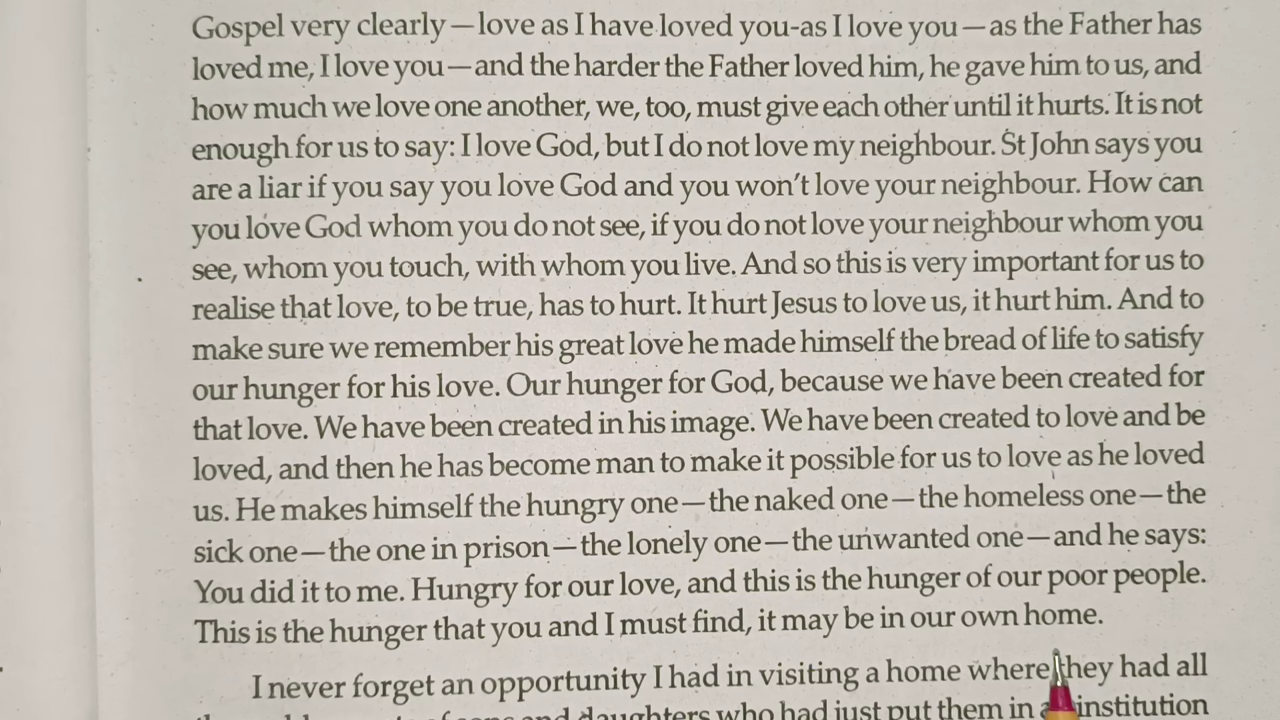 Gospel very clearly—love as I have loved you-as I love you—as the Father has
loved me, I love you—and the harder the Father loved him, he gave him to us, and
how much we love one another, we, too, must give each other until it hurts. It is not
enough for us to say: I love God, but I do not love my neighbour. St John says you
are a liar if you say you love God and you won't love your neighbour. How can
you love God whom you do not see, if you do not love your neighbour whom you
see, whom you touch, with whom you live. And so this is very important for us to
realise that love, to be true, has to hurt. It hurt Jesus to love us, it hurt him. And to
make sure we remember his great love he made himself the bread of life to satisfy
our hunger for his love. Our hunger for God, because we have been created for
that love. We have been created in his image. We have been created to love and be
loved, and then he has become man to make it possible for us to love as he loved
us. He makes himself the hungry one—the naked one—the homeless one—the
sick one—the one in prison—the lonely one—the unwanted one—and he says:
You did it to me. Hungry for our love, and this is the hunger of our poor people.
This is the hunger that you and I must find, it may be in our own home.
I never forget an opportunity I had in visiting a home where they had all
and daughters who had just put them in institution